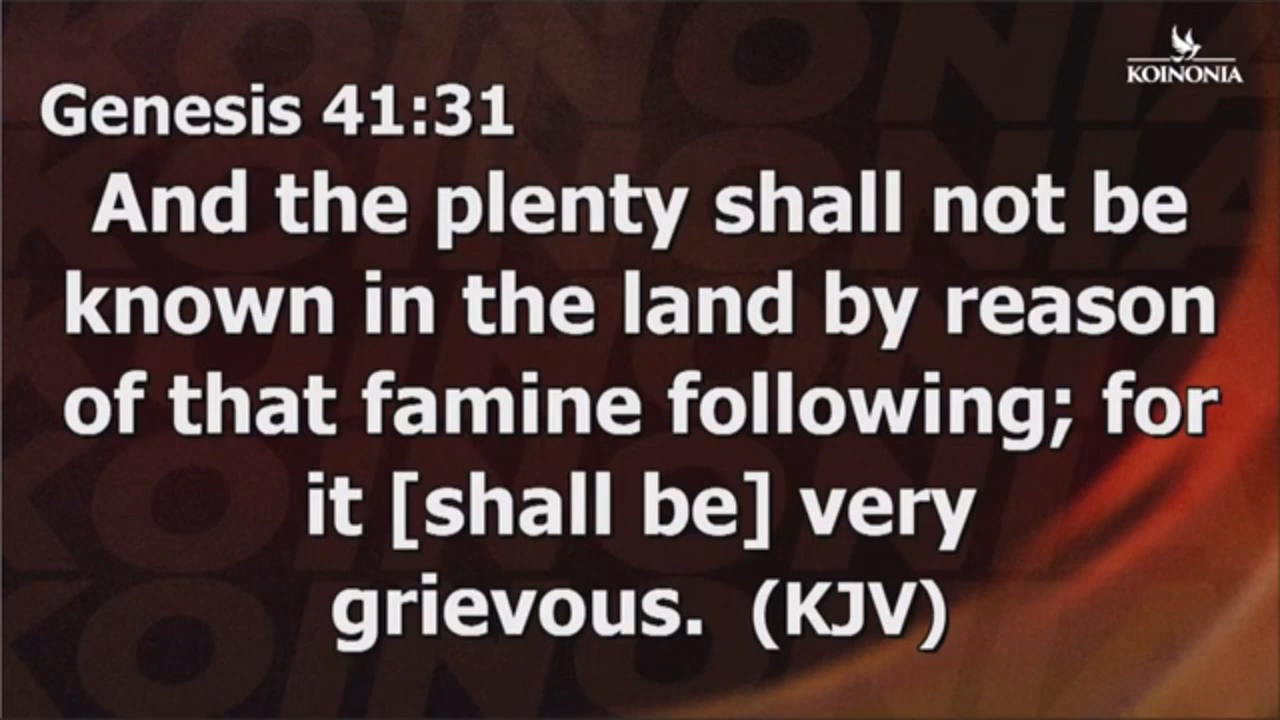 KOINONIA
Genesis 41:31
And the plenty shall not be
known in the land by reason
of that famine following; for
it [shall be] very
grievous.  (KJV)